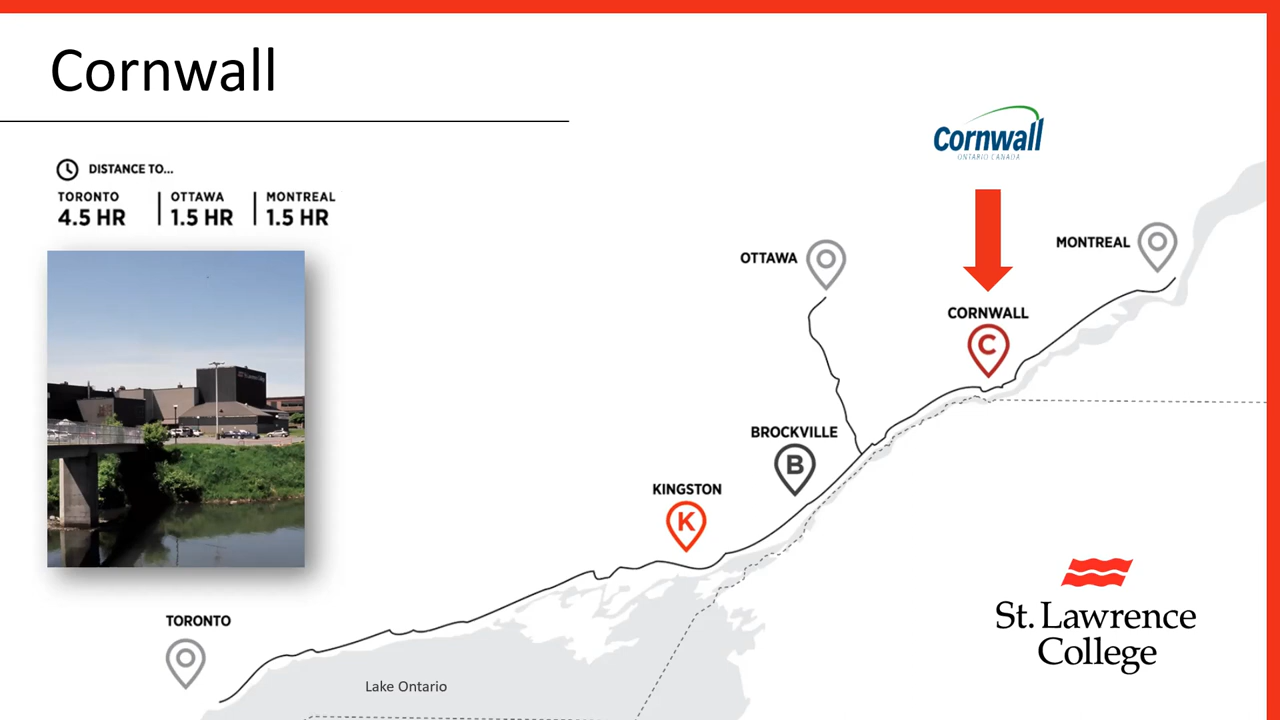 Cornwall
DISTANCE TO...
TORONTO
4.5 HR
OTTAWA
1.5 HR
MONTREAL
1.5 HR
Cornwall
ONTARIO CANADA
OTTAWA
MONTREAL
CORNWALL
C
BROCKVILLE
B
KINGSTON
K
TORONTO
Lake Ontario
St. Lawrence
College